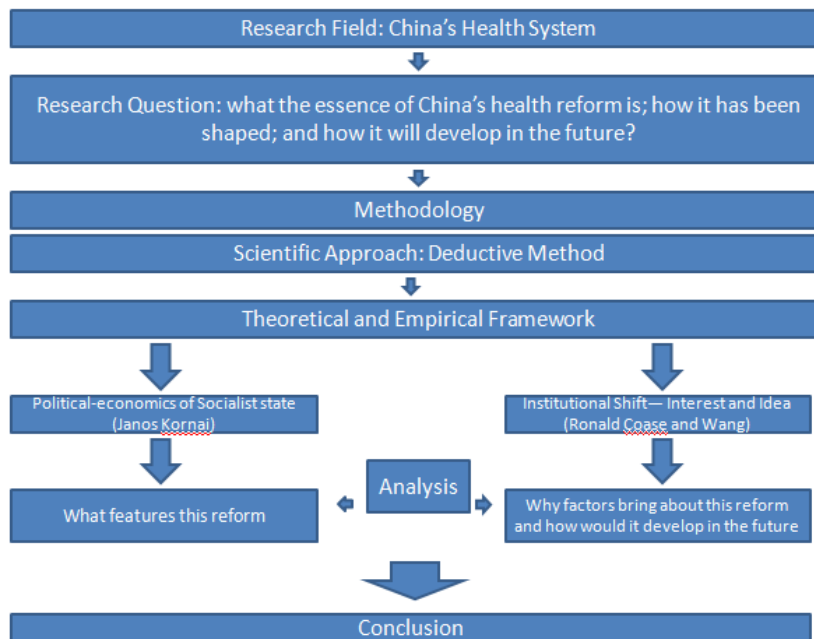 Research Field: China's Health System
Research Question: what the essence of China's health reform is; how it has been
shaped; and how it will develop in the future?
Methodology
Scientific Approach: Deductive Method
Theoretical and Empirical Framework
Political-economics of Socialist state
(Janos Kornai)
Institutional Shift— Interest and Idea
(Ronald Coase and Wang)
Analysis
What features this reform
Why factors bring about this reform
and how would it develop in the future
Conclusion